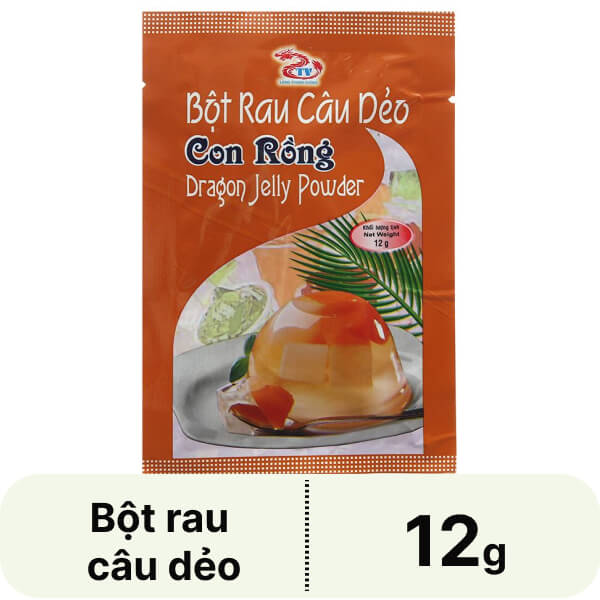 TV
Bột Rau Câu Dẻo
Con Rồng
Dragon Jelly Powder
Khối lượng tịnh
Net Weight
12 g
Bột rau
câu dẻo
12g